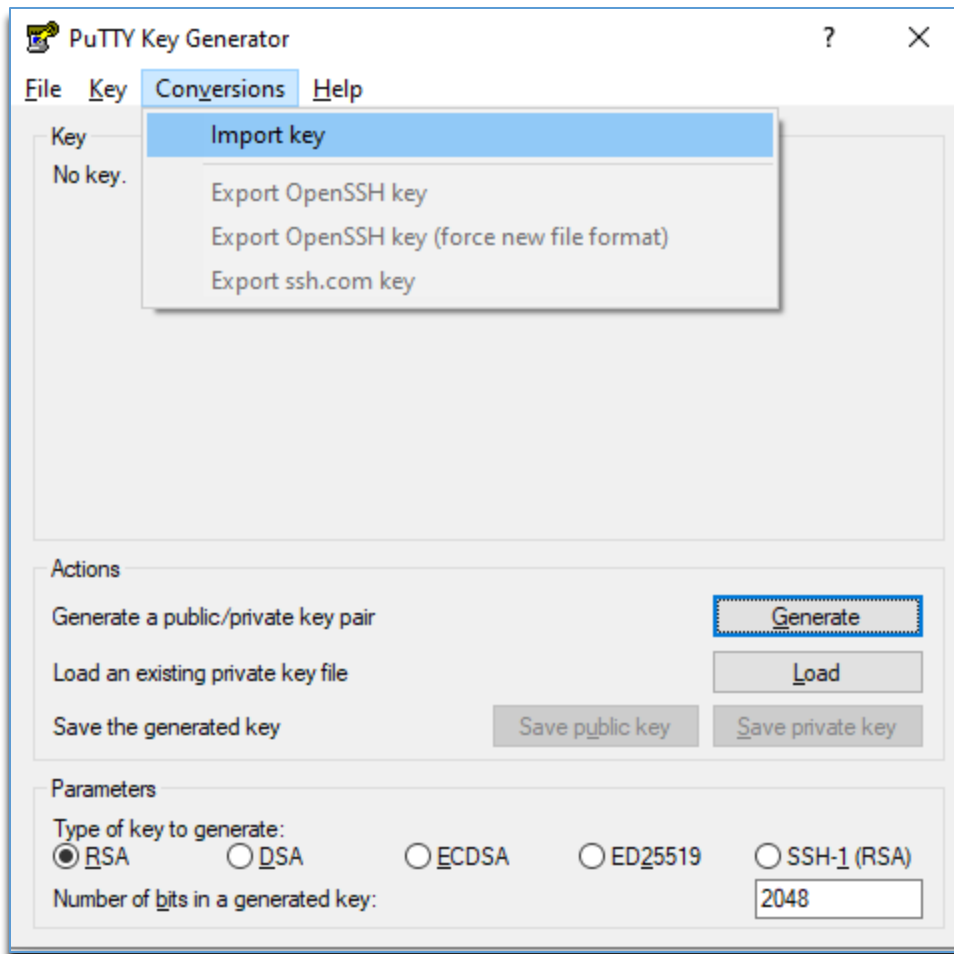 PuTTY Key Generator ? ×
File Key Conversions Help
Key
Import key
No key.
Export OpenSSH key
Export OpenSSH key (force new file format)
Export ssh.com key
Actions
Generate a public/private key pair Generate
Load an existing private key file Load
Save the generated key Save public key Save private key
Parameters
Type of key to generate:
RSA DSA ECDSA ED25519 SSH-1 (RSA)
Number of bits in a generated key: 2048